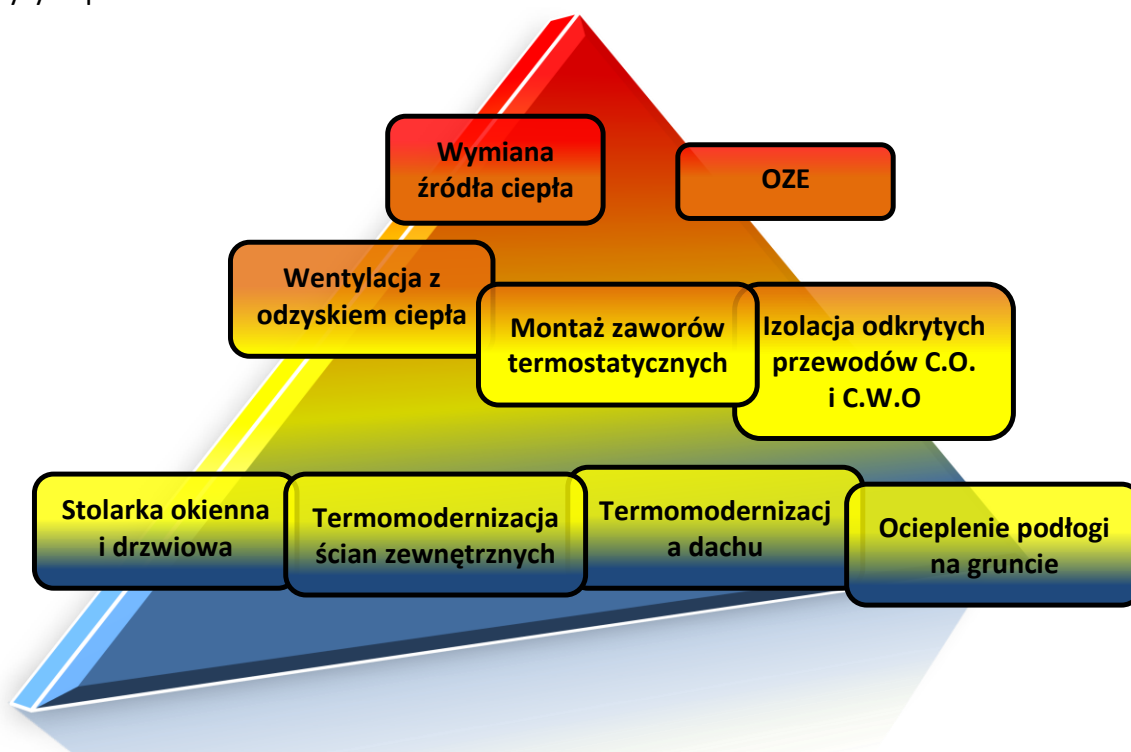 Wymiana
źródła ciepła
OZE
Wentylacja z
odzyskiem ciepła
Montaż zaworów
termostatycznych
Izolacja odkrytych
przewodów C.O.
i C.W.O
Stolarka okienna
i drzwiowa
Termomodernizacja
ścian zewnętrznych
Termomodernizacj
a dachu
Ocieplenie podłogi
na gruncie